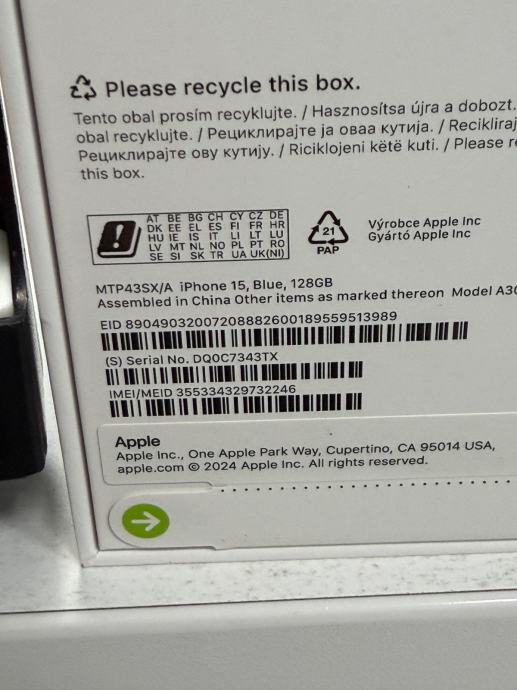 Please recycle this box.
Tento obal prosím recyklujte. / Hasznosítsa újra a dobozt.
obal recyklujte. / Рециклирајте ја оваа кутија. / Recikliraj
Рециклирајте ову кутију. / Riciklojeni këtë kuti. / Please re
this box.
AT BE BG CH CY CZ DE
DK EE EL ES FI FR HR
HU IE IS IT LI LT LU
LV MT NL NO PL PT RO
SE SI SK TR UA UK(NI)
21
PAP
Výrobce Apple Inc
Gyártó Apple Inc
MTP43SX/A iPhone 15, Blue, 128GB
Assembled in China Other items as marked thereon Model A30
EID 89049032007208882600189559513989
(S) Serial No. DQ0C7343TX
IMEI/MEID 355334329732246
Apple
Apple Inc., One Apple Park Way, Cupertino, CA 95014 USA,
apple.com © 2024 Apple Inc. All rights reserved.